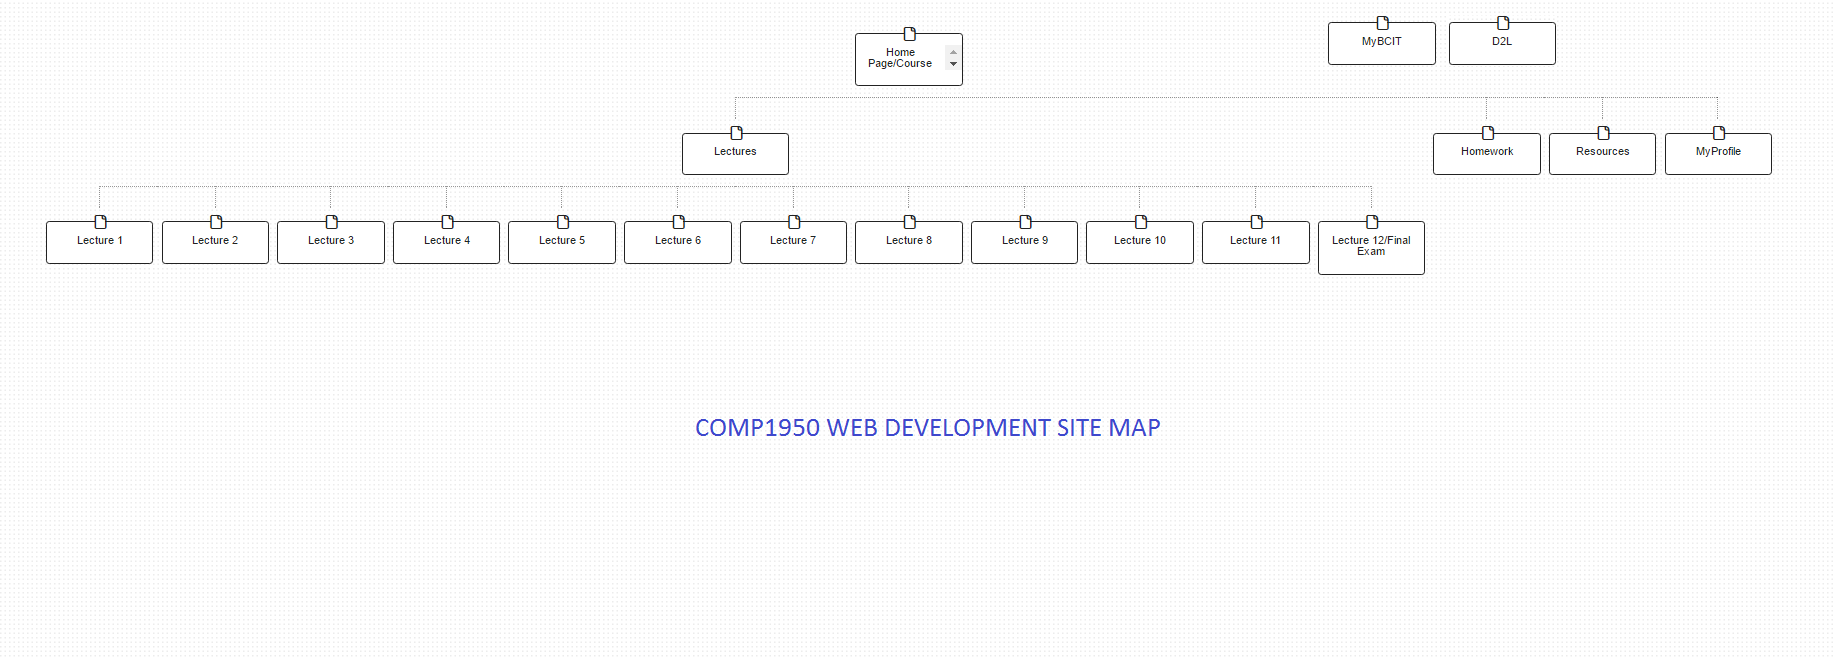 MyBCIT
D2L
Home
Page/Course
Lectures
Homework
Resources
MyProfile
Lecture 1
Lecture 2
Lecture 3
Lecture 4
Lecture 5
Lecture 6
Lecture 7
Lecture 8
Lecture 9
Lecture 10
Lecture 11
Lecture 12/Final
Exam
COMP1950 WEB DEVELOPMENT SITE MAP